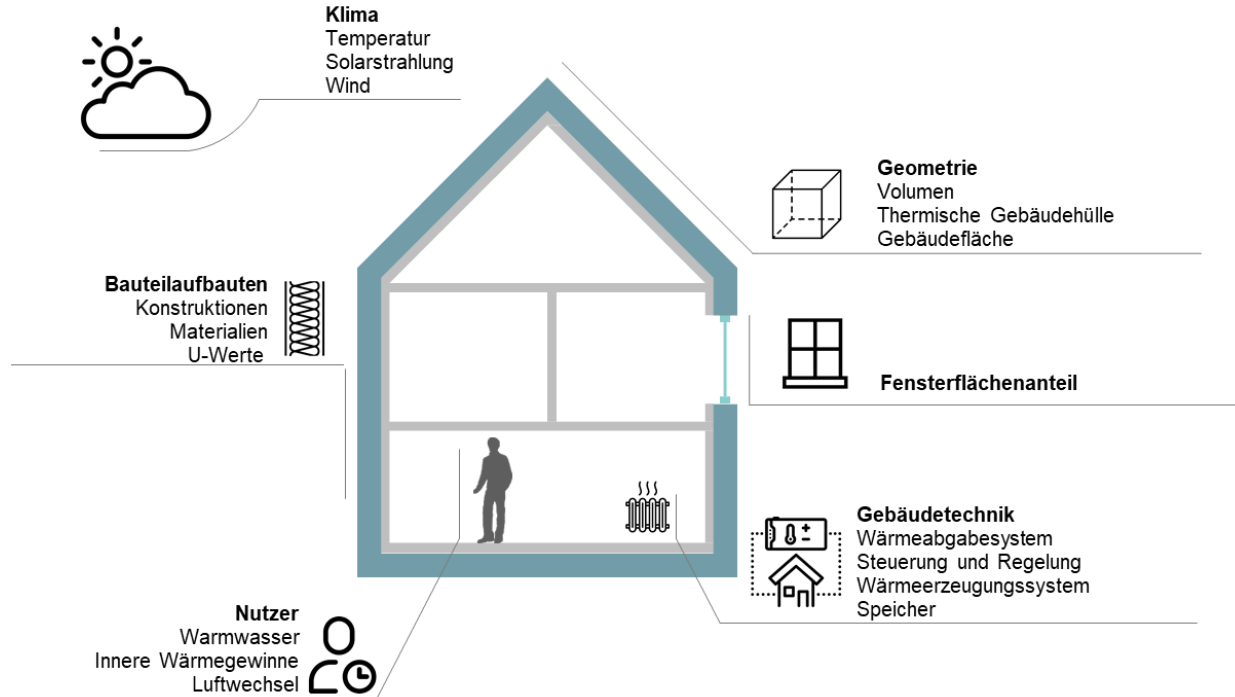 Klima
Temperatur
Solarstrahlung
Wind
Geometrie
Volumen
Thermische Gebäudehülle
Gebäudefläche
Bauteilaufbauten
Konstruktionen
Materialien
U-Werte
Fensterflächenanteil
Gebäudetechnik
Wärmeabgabesystem
Steuerung und Regelung
Wärmeerzeugungssystem
Speicher
Nutzer
Warmwasser
Innere Wärmegewinne
Luftwechsel